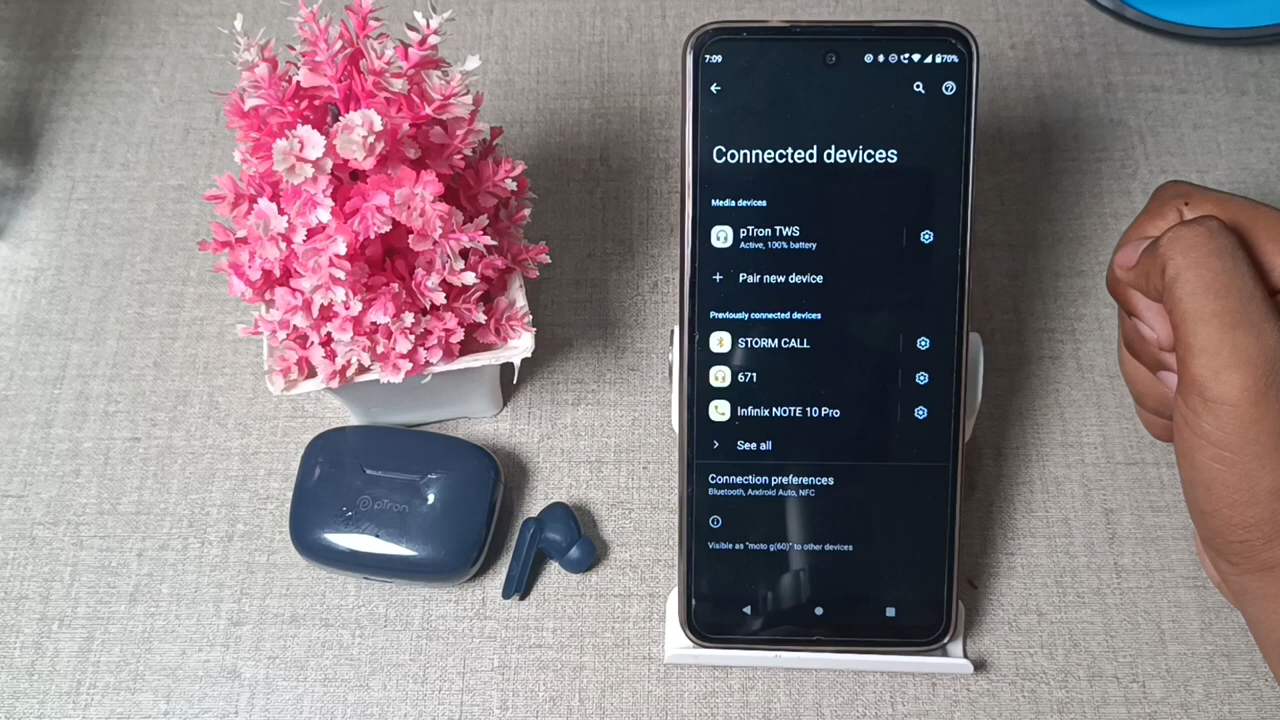 7:09
70%
Connected devices
Media devices
pTron TWS
Active, 100% battery
Pair new device
Previously connected devices
STORM CALL
671
Infinix NOTE 10 Pro
See all
Connection preferences
Bluetooth, Android Auto, NFC
Visible as "moto g(60)" to other devices
pTron